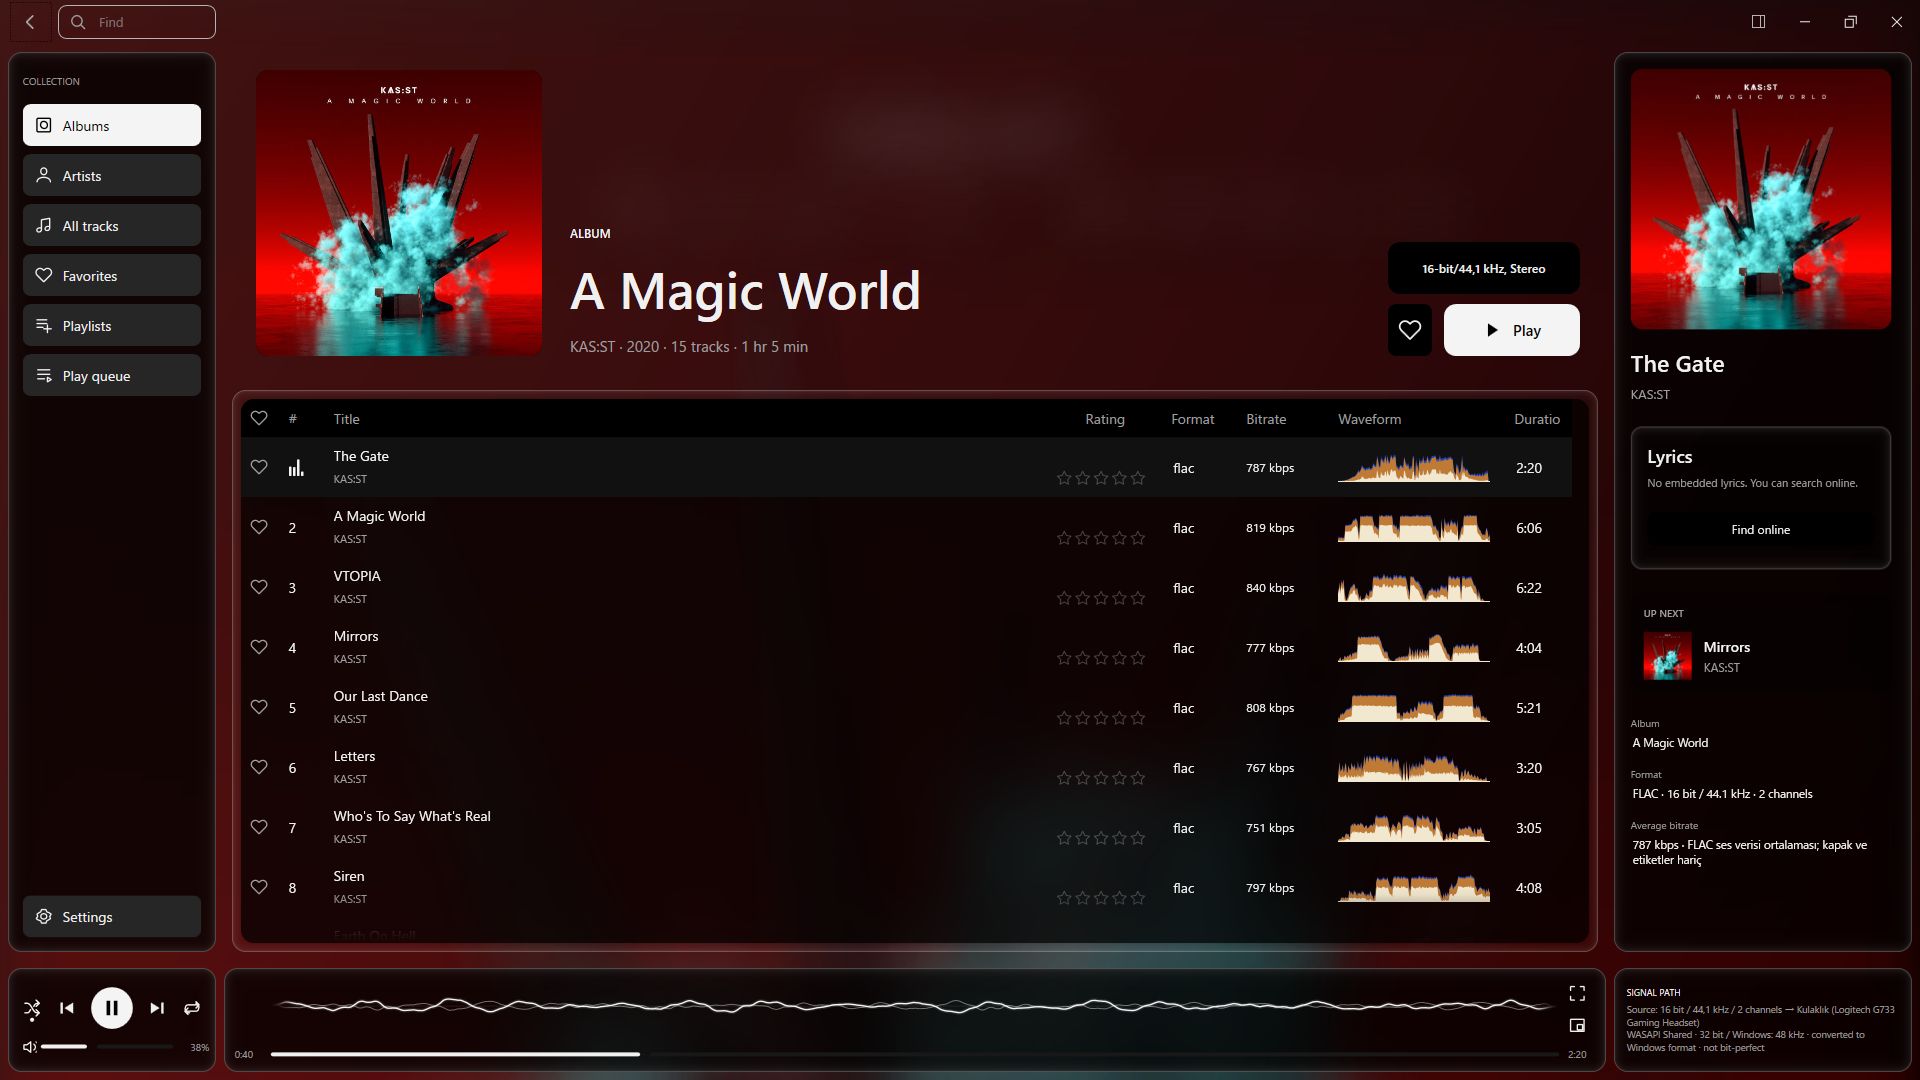 Find
COLLECTION
Albums
Artists
All tracks
Favorites
Playlists
Play queue
Settings
KAS:ST
A MAGIC WORLD
ALBUM
A Magic World
KAS:ST · 2020 · 15 tracks · 1 hr 5 min
16-bit/44,1 kHz, Stereo
Play
# Title Rating Format Bitrate Waveform Duratio
The Gate
KAS:ST
flac 787 kbps 2:20
2 A Magic World
KAS:ST
flac 819 kbps 6:06
3 VTOPIA
KAS:ST
flac 840 kbps 6:22
4 Mirrors
KAS:ST
flac 777 kbps 4:04
5 Our Last Dance
KAS:ST
flac 808 kbps 5:21
6 Letters
KAS:ST
flac 767 kbps 3:20
7 Who's To Say What's Real
KAS:ST
flac 751 kbps 3:05
8 Siren
KAS:ST
flac 797 kbps 4:08
Earth On Hell
KAS:ST
A MAGIC WORLD
The Gate
KAS:ST
Lyrics
No embedded lyrics. You can search online.
Find online
UP NEXT
Mirrors
KAS:ST
Album
A Magic World
Format
FLAC · 16 bit / 44.1 kHz · 2 channels
Average bitrate
787 kbps · FLAC ses verisi ortalaması; kapak ve
etiketler hariç
38%
0:40
2:20
SIGNAL PATH
Source: 16 bit / 44,1 kHz / 2 channels → Kulaklık (Logitech G733
Gaming Headset)
WASAPI Shared · 32 bit / Windows: 48 kHz · converted to
Windows format · not bit-perfect